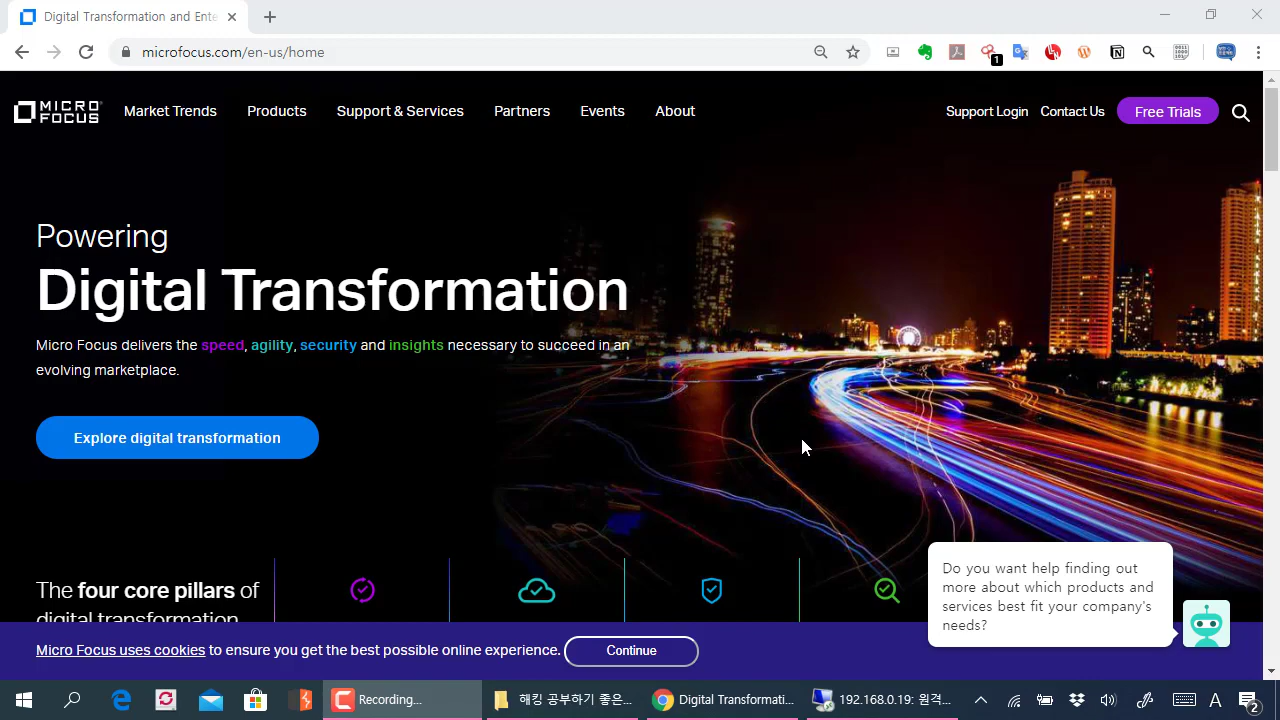 Digital Transformation and Ente
microfocus.com/en-us/home
1
MICRO FOCUS
Market Trends
Products
Support & Services
Partners
Events
About
Support Login
Contact Us
Free Trials
Powering
Digital Transformation
Micro Focus delivers the speed, agility, security and insights necessary to succeed in an
evolving marketplace.
Explore digital transformation
The four core pillars of
digital transformation
Do you want help finding out
more about which products and
services best fit your company's
needs?
Micro Focus uses cookies to ensure you get the best possible online experience.
Continue
Recording...
해킹 공부하기 좋은...
Digital Transformati...
192.168.0.19: 원격...
A
2